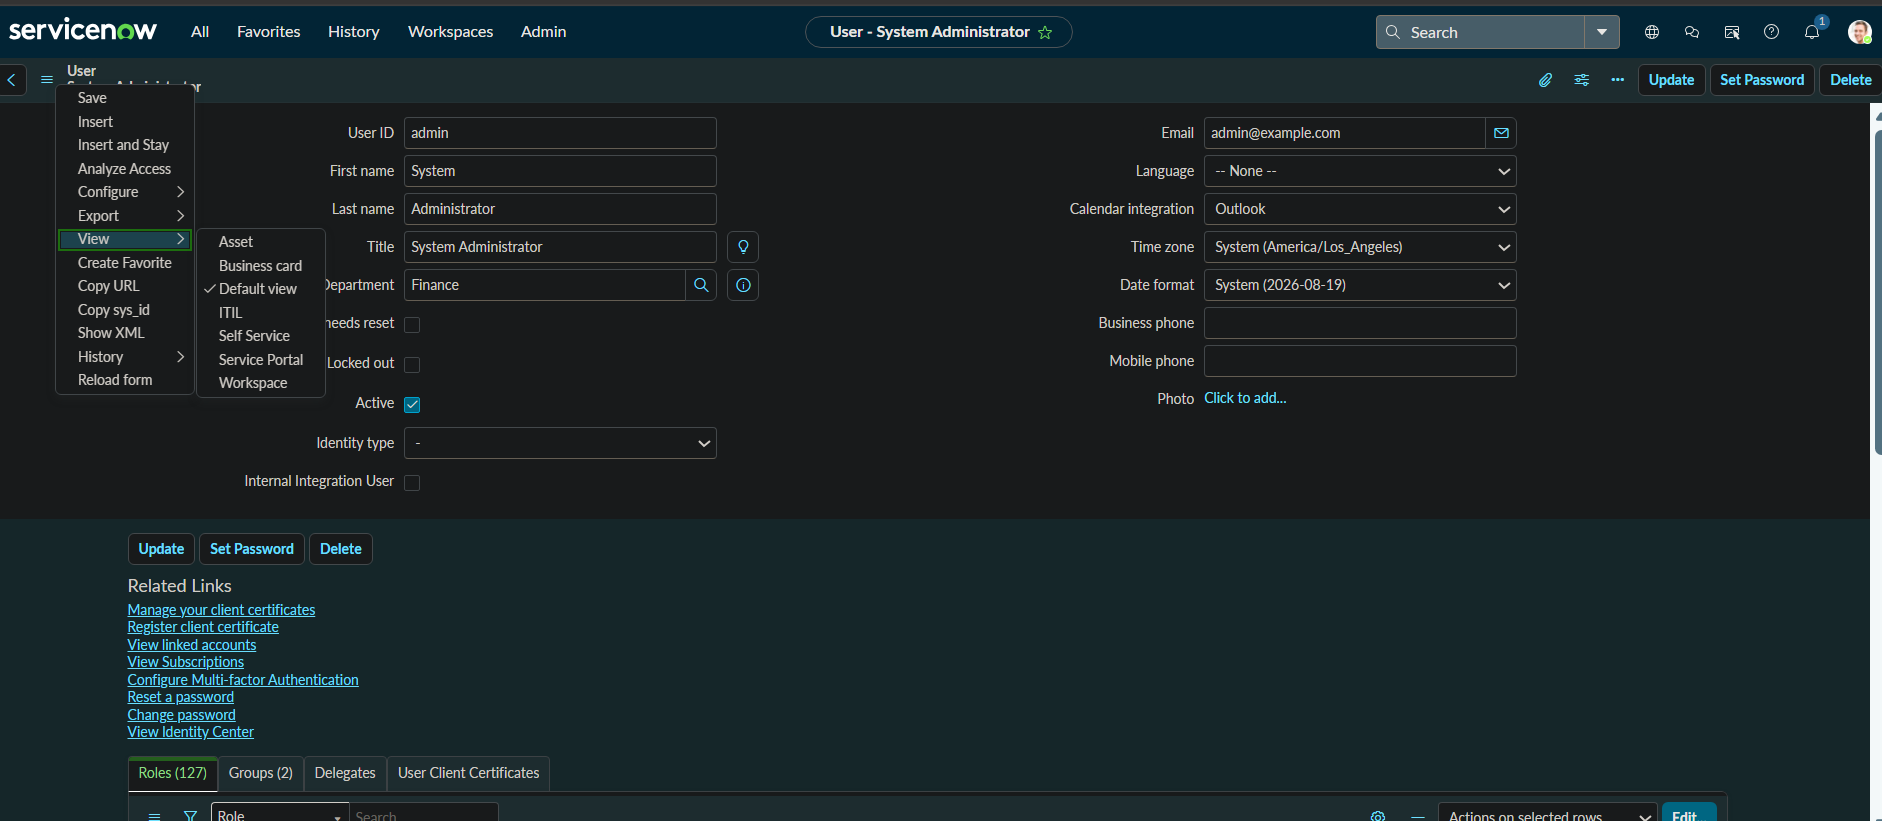 servicenow All Favorites History Workspaces Admin User - System Administrator Search 1
User
Update Set Password Delete
Save
Insert
Insert and Stay
Analyze Access
Configure
Export
View
Create Favorite
Copy URL
Copy sys_id
Show XML
History
Reload form
Asset
Business card
Default view
ITIL
Self Service
Service Portal
Workspace
User ID admin
First name System
Last name Administrator
Title System Administrator
Department Finance
needs reset
Locked out
Active
Identity type -
Internal Integration User
Email admin@example.com
Language -- None --
Calendar integration Outlook
Time zone System (America/Los_Angeles)
Date format System (2026-08-19)
Business phone
Mobile phone
Photo Click to add...
Update Set Password Delete
Related Links
Manage your client certificates
Register client certificate
View linked accounts
View Subscriptions
Configure Multi-factor Authentication
Reset a password
Change password
View Identity Center
Roles (127) Groups (2) Delegates User Client Certificates
Role Search Actions on selected rows... Edit...